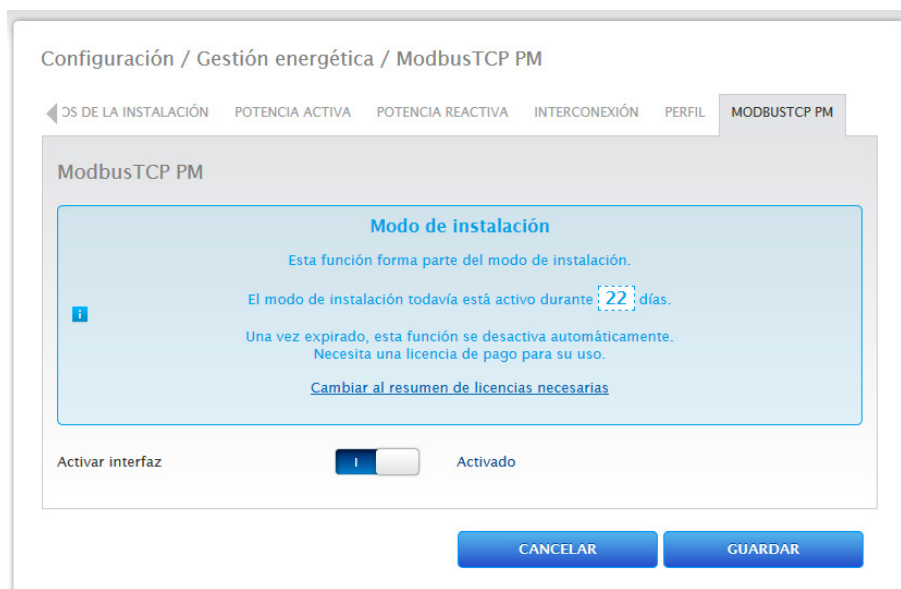 Configuración / Gestión energética / ModbusTCP PM
OS DE LA INSTALACIÓN POTENCIA ACTIVA POTENCIA REACTIVA INTERCONEXIÓN PERFIL MODBUSTCP PM
ModbusTCP PM
Modo de instalación
Esta función forma parte del modo de instalación.
El modo de instalación todavía está activo durante 22 días.
Una vez expirado, esta función se desactiva automáticamente.
Necesita una licencia de pago para su uso.
Cambiar al resumen de licencias necesarias
Activar interfaz I Activado
CANCELAR GUARDAR